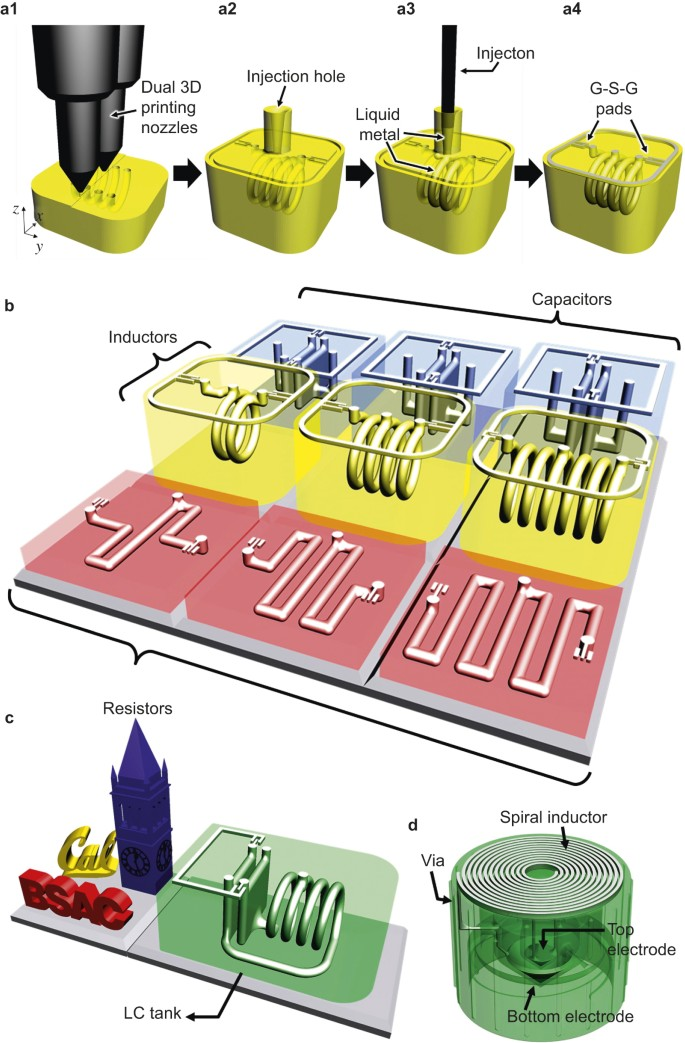 a1
a2
a3
a4
Dual 3D
printing
nozzles
z
x
y
Injection hole
Injecton
Liquid
metal
G-S-G
pads
b
Capacitors
Inductors
Resistors
c
Cal
BSAC
LC tank
d
Spiral inductor
Via
Top
electrode
Bottom electrode